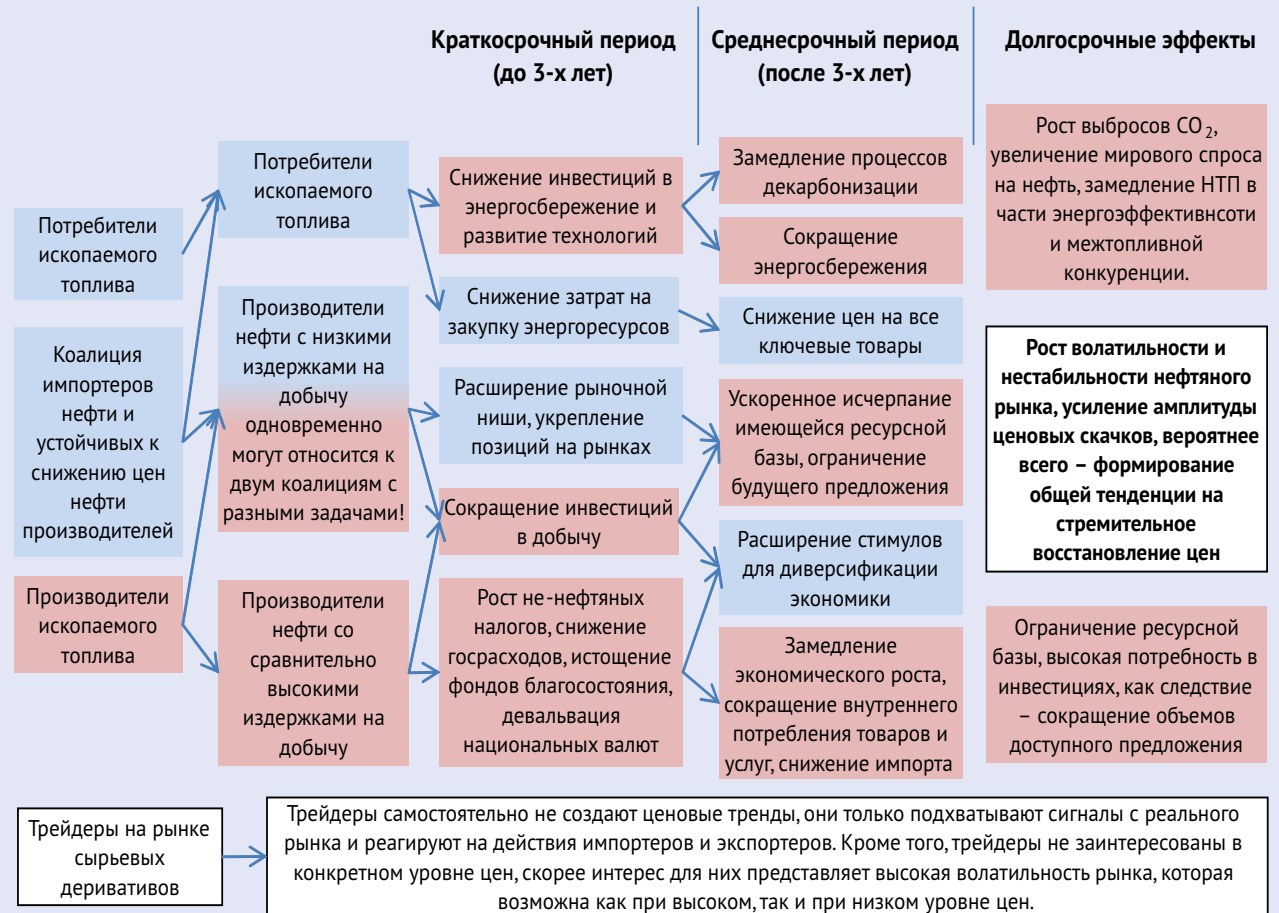 Краткосрочный период
(до 3-х лет)
Среднесрочный период
(после 3-х лет)
Долгосрочные эффекты
Потребители
ископаемого
топлива
Коалиция
импортеров
нефти и
устойчивых к
снижению цен
нефти
производителей
Производители
ископаемого
топлива
Потребители
ископаемого
топлива
Производители
нефти с низкими
издержками на
добычу
одновременно
могут относится к
двум коалициям с
разными задачами!
Производители
нефти со
сравнительно
высокими
издержками на
добычу
Снижение инвестиций в
энергосбережение и
развитие технологий
Снижение затрат на
закупку энергоресурсов
Расширение рыночной
ниши, укрепление
позиций на рынках
Сокращение инвестиций
в добычу
Рост не-нефтяных
налогов, снижение
госрасходов, истощение
фондов благосостояния,
девальвация
национальных валют
Замедление процессов
декарбонизации
Сокращение
энергосбережения
Снижение цен на все
ключевые товары
Ускоренное исчерпание
имеющейся ресурсной
базы, ограничение
будущего предложения
Расширение стимулов
для диверсификации
экономики
Замедление
экономического роста,
сокращение внутреннего
потребления товаров и
услуг, снижение импорта
Рост выбросов CO2,
увеличение мирового спроса
на нефть, замедление НТП в
части энергоэффективнсоти
и межтопливной
конкуренции.
Рост волатильности и
нестабильности нефтяного
рынка, усиление амплитуды
ценовых скачков, вероятнее
всего – формирование
общей тенденции на
стремительное
восстановление цен
Ограничение ресурсной
базы, высокая потребность в
инвестициях, как следствие
– сокращение объемов
доступного предложения
Трейдеры на рынке
сырьевых
деривативов
Трейдеры самостоятельно не создают ценовые тренды, они только подхватывают сигналы с реального
рынка и реагируют на действия импортеров и экспортеров. Кроме того, трейдеры не заинтересованы в
конкретном уровне цен, скорее интерес для них представляет высокая волатильность рынка, которая
возможна как при высоком, так и при низком уровне цен.